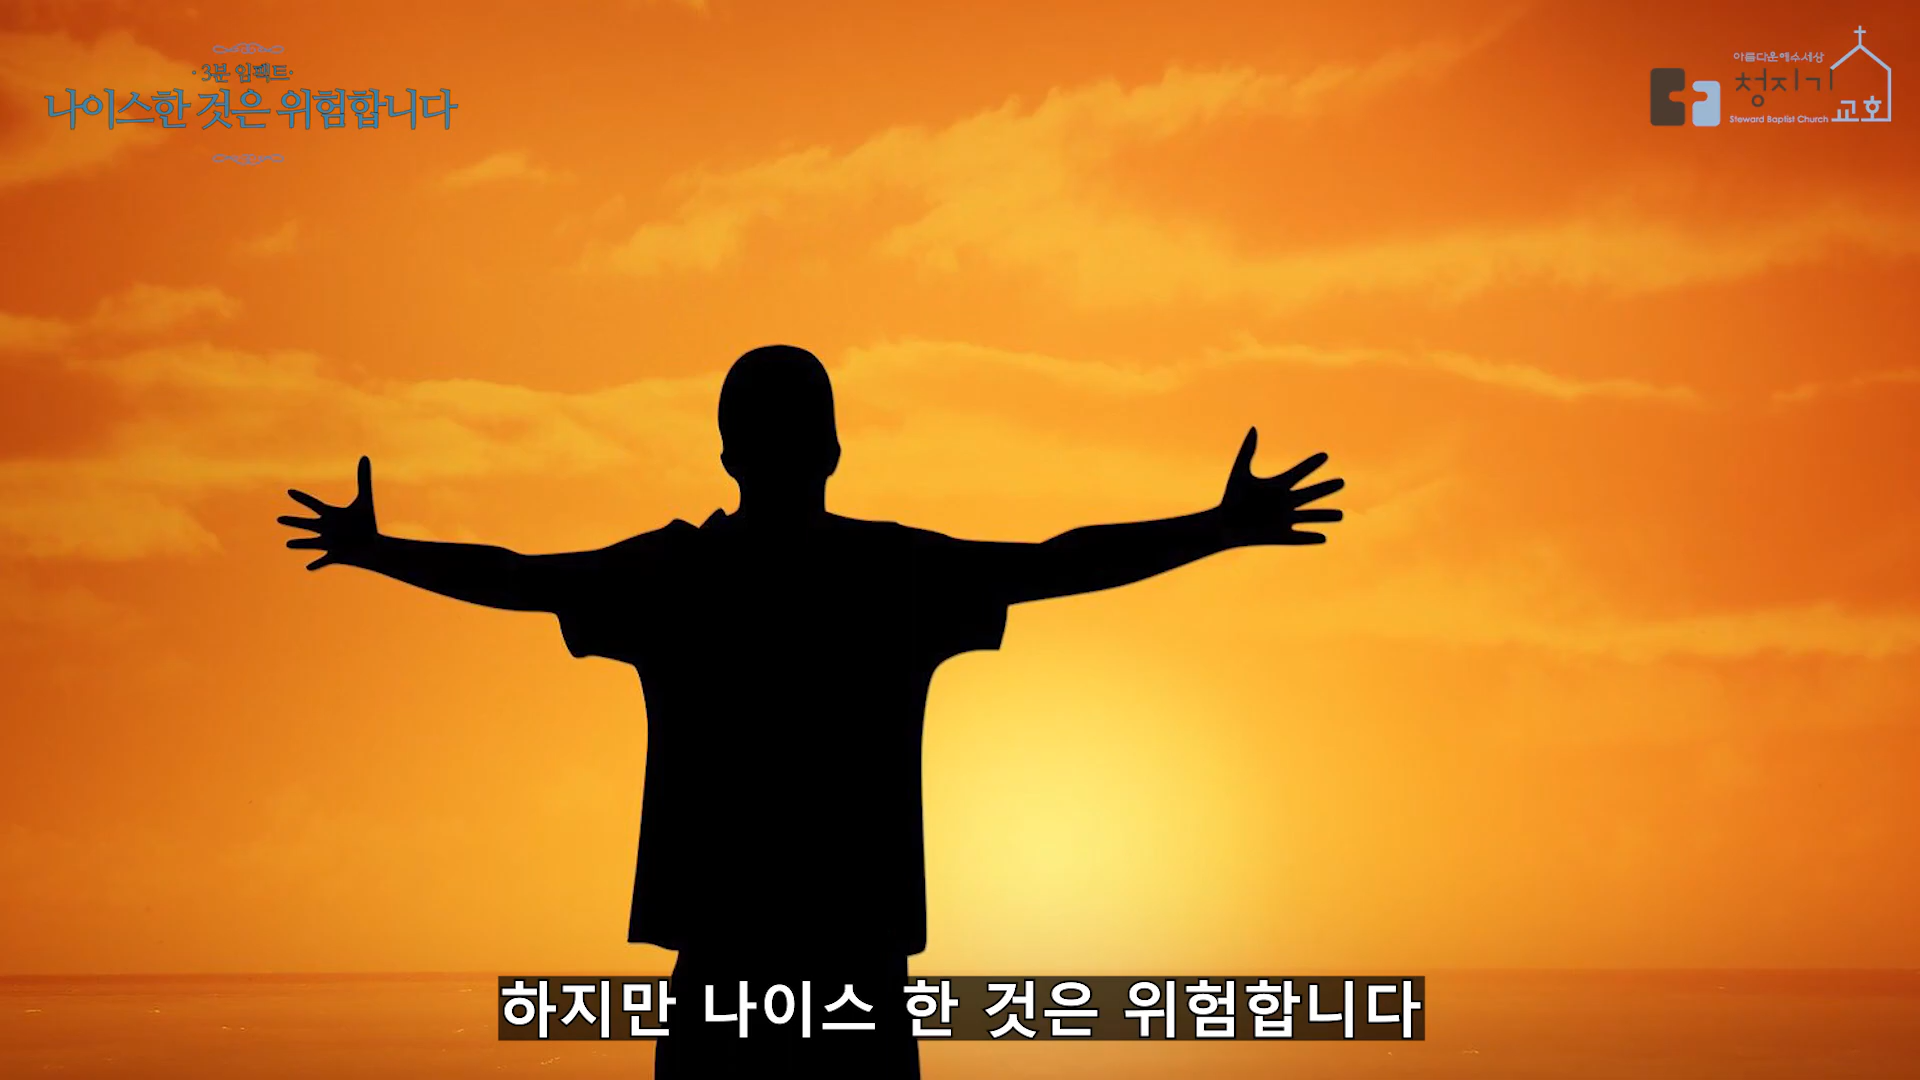 ·3분 임팩트·
나이스한 것은 위험합니다
아름다운예수세상
청지기
교회
Steward Baptist Church
하지만 나이스 한 것은 위험합니다